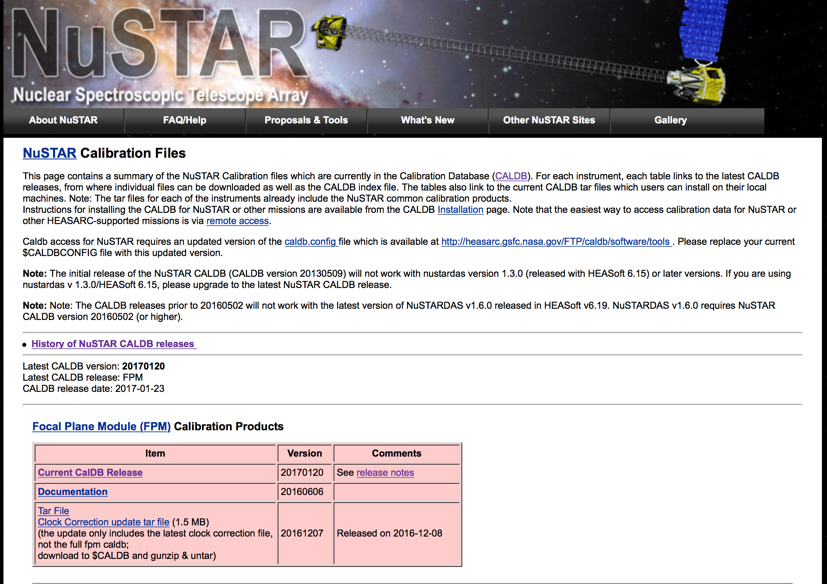 NuSTAR
Nuclear Spectroscopic Telescope Array
About NuSTAR FAQ/Help Proposals & Tools What's New Other NuSTAR Sites Gallery
NuSTAR Calibration Files
This page contains a summary of the NuSTAR Calibration files which are currently in the Calibration Database (CALDB). For each instrument, each table links to the latest CALDB
releases, from where individual files can be downloaded as well as the CALDB index file. The tables also link to the current CALDB tar files which users can install on their local
machines. Note: The tar files for each of the instruments already include the NuSTAR common calibration products.
Instructions for installing the CALDB for NuSTAR or other missions are available from the CALDB Installation page. Note that the easiest way to access calibration data for NuSTAR or
other HEASARC-supported missions is via remote access.
Caldb access for NuSTAR requires an updated version of the caldb.config file which is available at http://heasarc.gsfc.nasa.gov/FTP/caldb/software/tools . Please replace your current
$CALDBCONFIG file with this updated version.
Note: The initial release of the NuSTAR CALDB (CALDB version 20130509) will not work with nustardas version 1.3.0 (released with HEASoft 6.15) or later versions. If you are using
nustardas v 1.3.0/HEASoft 6.15, please upgrade to the latest NuSTAR CALDB release.
Note: Note: The CALDB releases prior to 20160502 will not work with the latest version of NuSTARDAS v1.6.0 released in HEASoft v6.19. NuSTARDAS v1.6.0 requires NuSTAR
CALDB version 20160502 (or higher).
• History of NuSTAR CALDB releases
Latest CALDB version: 20170120
Latest CALDB release: FPM
CALDB release date: 2017-01-23
Focal Plane Module (FPM) Calibration Products
Item Version Comments
Current CalDB Release 20170120 See release notes
Documentation 20160606
Tar File
Clock Correction update tar file (1.5 MB)
(the update only includes the latest clock correction file, 20161207 Released on 2016-12-08
not the full fpm caldb;
download to $CALDB and gunzip & untar)